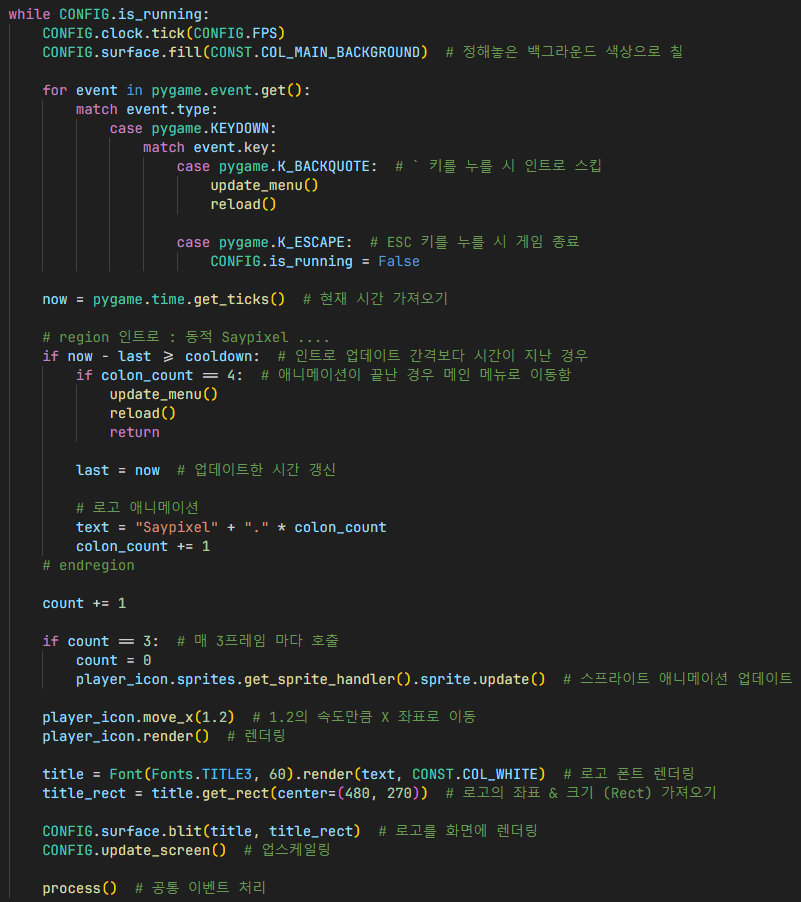 while CONFIG.is_running:
    CONFIG.clock.tick(CONFIG.FPS)
    CONFIG.surface.fill(CONST.COL_MAIN_BACKGROUND)  # 정해놓은 백그라운드 색상으로 칠

    for event in pygame.event.get():
        match event.type:
            case pygame.KEYDOWN:
                match event.key:
                    case pygame.K_BACKQUOTE:  # ` 키를 누를 시 인트로 스킵
                        update_menu()
                        reload()

                    case pygame.K_ESCAPE:  # ESC 키를 누를 시 게임 종료
                        CONFIG.is_running = False

    now = pygame.time.get_ticks()  # 현재 시간 가져오기

    # region 인트로 : 동적 Saypixel ....
    if now - last >= cooldown:  # 인트로 업데이트 간격보다 시간이 지난 경우
        if colon_count == 4:  # 애니메이션이 끝난 경우 메인 메뉴로 이동함
            update_menu()
            reload()
            return

        last = now  # 업데이트한 시간 갱신

        # 로고 애니메이션
        text = "Saypixel" + "." * colon_count
        colon_count += 1
    # endregion

    count += 1

    if count == 3:  # 매 3프레임 마다 호출
        count = 0
        player_icon.sprites.get_sprite_handler().sprite.update()  # 스프라이트 애니메이션 업데이트

    player_icon.move_x(1.2)  # 1.2의 속도만큼 X 좌표로 이동
    player_icon.render()  # 렌더링

    title = Font(Fonts.TITLE3, 60).render(text, CONST.COL_WHITE)  # 로고 폰트 렌더링
    title_rect = title.get_rect(center=(480, 270))  # 로고의 좌표 & 크기 (Rect) 가져오기

    CONFIG.surface.blit(title, title_rect)  # 로고를 화면에 렌더링
    CONFIG.update_screen()  # 업스케일링

    process()  # 공통 이벤트 처리